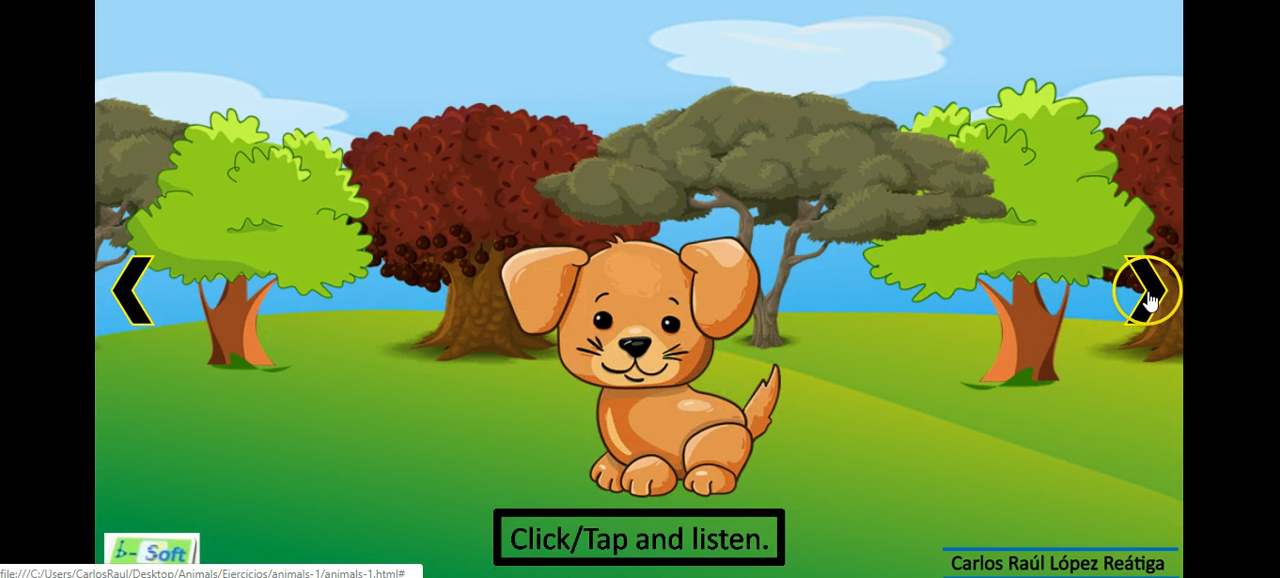 Click/Tap and listen.
b- Soft
Carlos Raúl López Reátiga
file:///C:/Users/CarlosRaul/Desktop/Animals/Ejercicios/animals-1/animals-1.html#